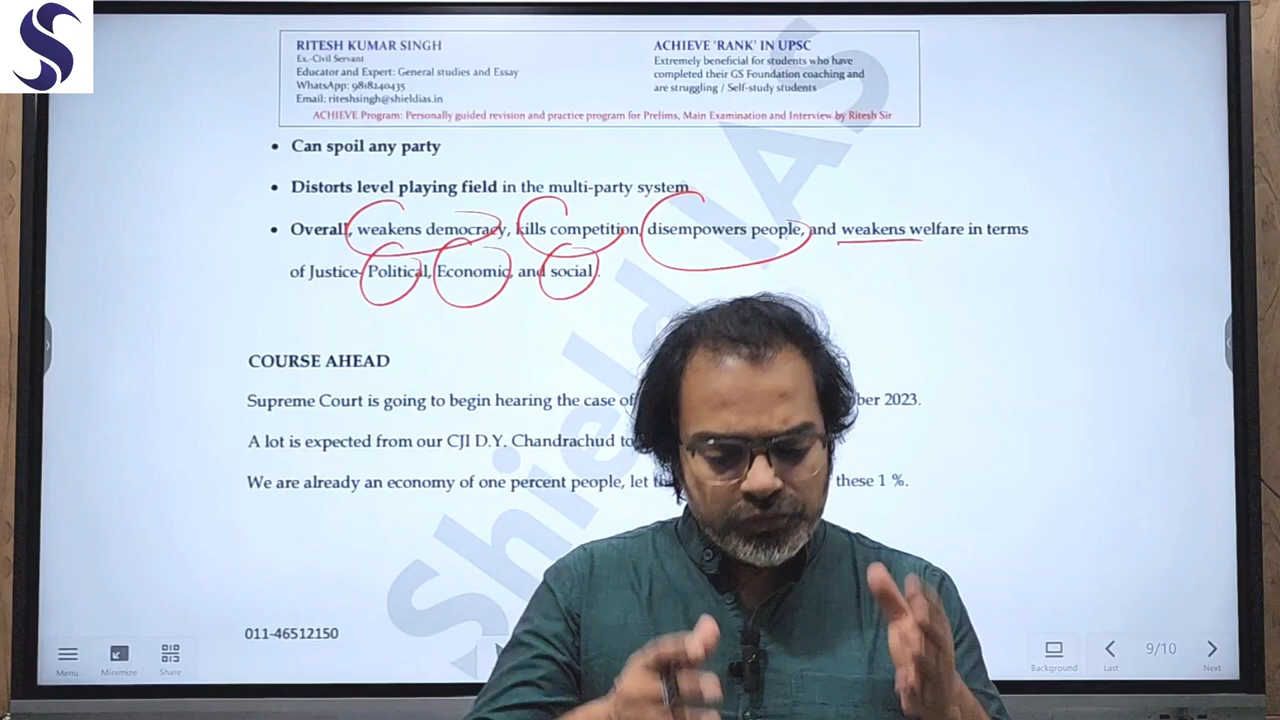 RITESH KUMAR SINGH
Ex.-Civil Servant
Educator and Expert: General studies and Essay
WhatsApp: 9818240435
Email: riteshsingh@shieldias.in
ACHIEVE 'RANK' IN UPSC
Extremely beneficial for students who have
completed their GS Foundation coaching and
are struggling / Self-study students
ACHIEVE Program: Personally guided revision and practice program for Prelims, Main Examination and Interview by Ritesh Sir
• Can spoil any party
• Distorts level playing field in the multi-party system
• Overall, weakens democracy, kills competition, disempowers people, and weakens welfare in terms
of Justice- Political, Economic, and social.
COURSE AHEAD
Supreme Court is going to begin hearing the case of ber 2023.
A lot is expected from our CJI D.Y. Chandrachud to
We are already an economy of one percent people, let these 1 %.
Shield IAS
011-46512150
Menu
Minimize
Share
Background
Last
9/10
Next